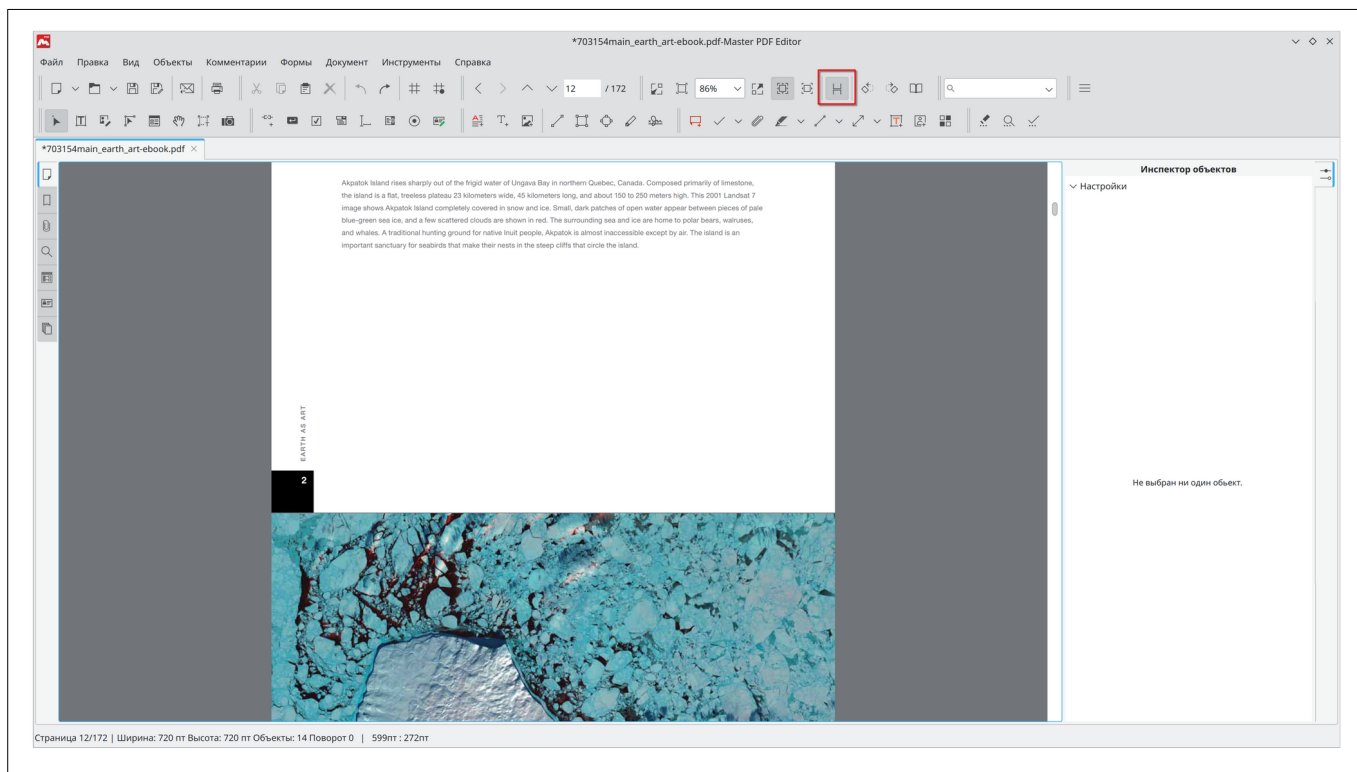 *703154main_earth_art-ebook.pdf-Master PDF Editor
Файл Правка Вид Объекты Комментарии Формы Документ Инструменты Справка
12 / 172 86%
*703154main_earth_art-ebook.pdf
Инспектор объектов
Настройки
Akpatok Island rises sharply out of the frigid water of Ungava Bay in northern Quebec, Canada. Composed primarily of limestone,
the island is a flat, treeless plateau 23 kilometers wide, 45 kilometers long, and about 150 to 250 meters high. This 2001 Landsat 7
image shows Akpatok Island completely covered in snow and ice. Small, dark patches of open water appear between pieces of pale
blue-green sea ice, and a few scattered clouds are shown in red. The surrounding sea and ice are home to polar bears, walruses,
and whales. A traditional hunting ground for native Inuit people, Akpatok is almost inaccessible except by air. The island is an
important sanctuary for seabirds that make their nests in the steep cliffs that circle the island.
EARTH AS ART
2
Не выбран ни один обьект.
Страница 12/172 | Ширина: 720 пт Высота: 720 пт Объекты: 14 Поворот 0 | 599пт : 272пт